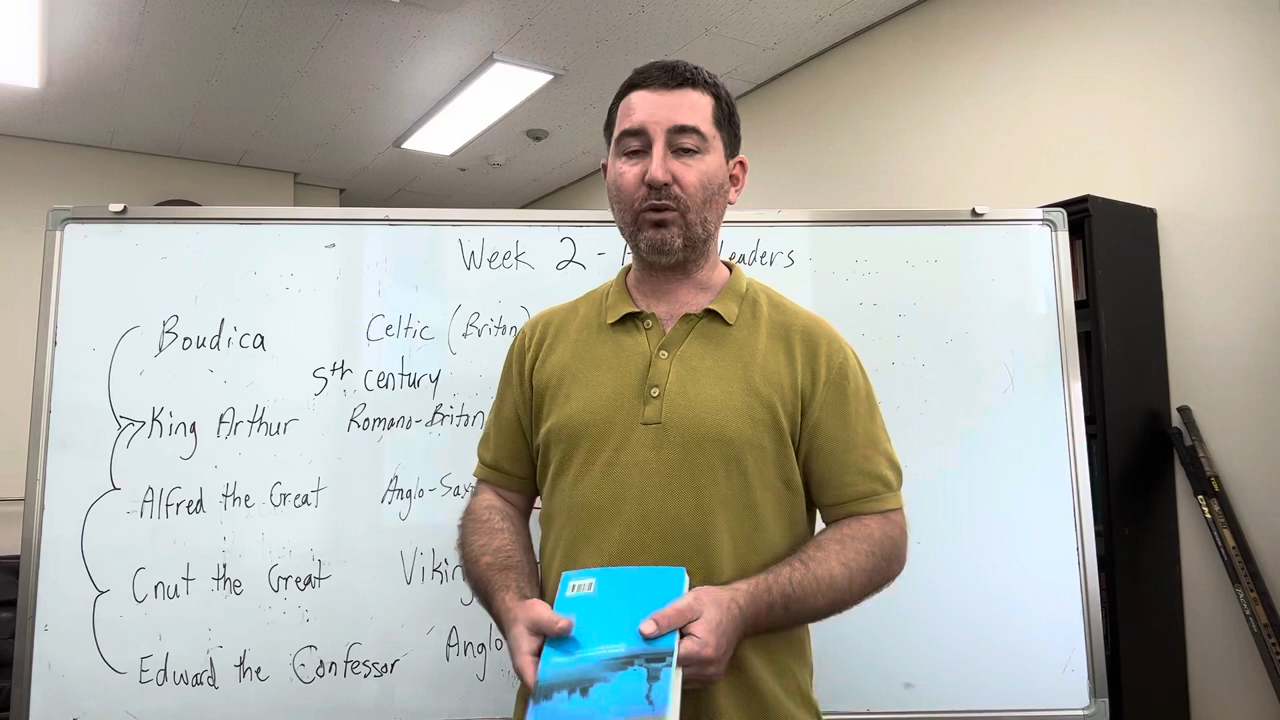 Week 2 - Leaders
Boudica Celtic (Briton)
5th century
King Arthur Romano-Briton
Alfred the Great Anglo-Sax
Cnut the Great Vikin
Edward the Confessor Anglo